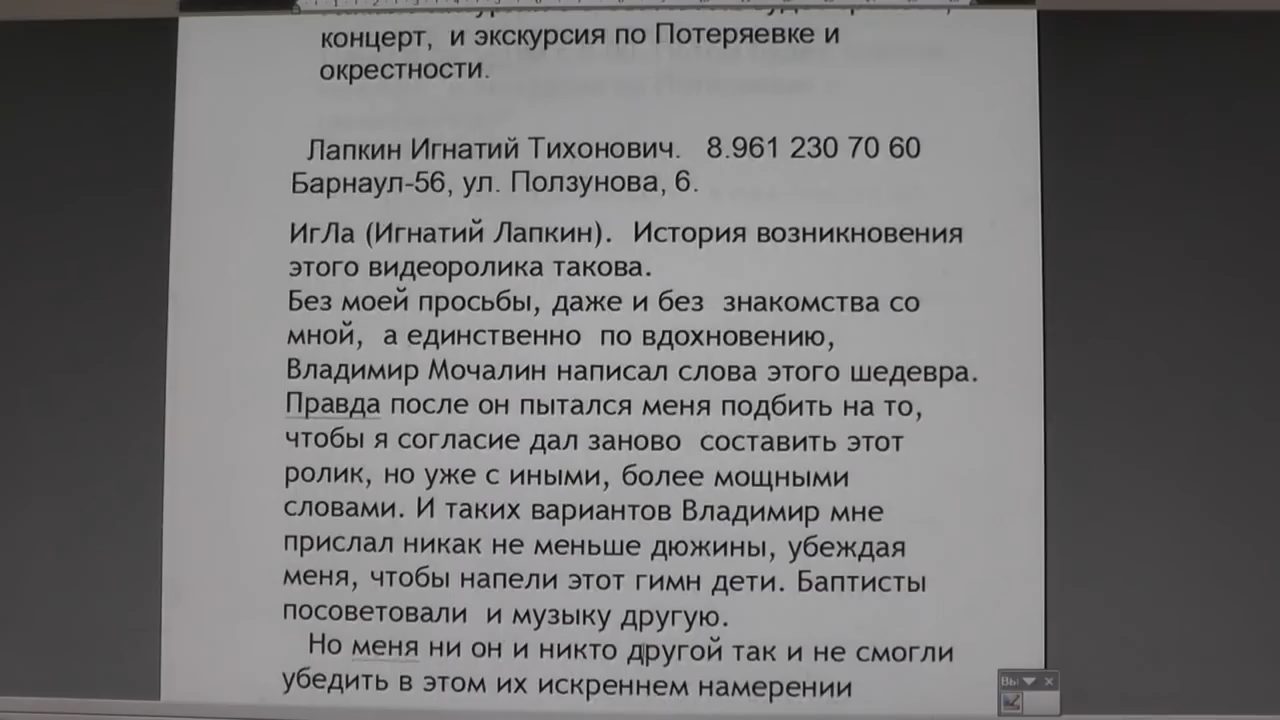 концерт, и экскурсия по Потеряевке и
окрестности.
Лапкин Игнатий Тихонович. 8.961 230 70 60
Барнаул-56, ул. Ползунова, 6.
ИгЛа (Игнатий Лапкин). История возникновения
этого видеоролика такова.
Без моей просьбы, даже и без знакомства со
мной, а единственно по вдохновению,
Владимир Мочалин написал слова этого шедевра.
Правда после он пытался меня подбить на то,
чтобы я согласие дал заново составить этот
ролик, но уже с иными, более мощными
словами. И таких вариантов Владимир мне
прислал никак не меньше дюжины, убеждая
меня, чтобы напели этот гимн дети. Баптисты
посоветовали и музыку другую.
Но меня ни он и никто другой так и не смогли
убедить в этом их искреннем намерении